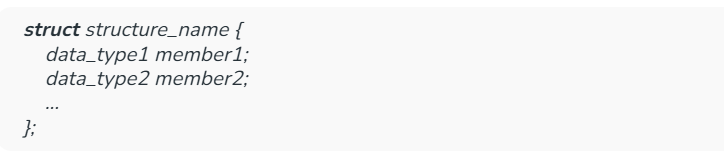 struct structure_name {
data_type1 member1;
data_type2 member2;
...
};